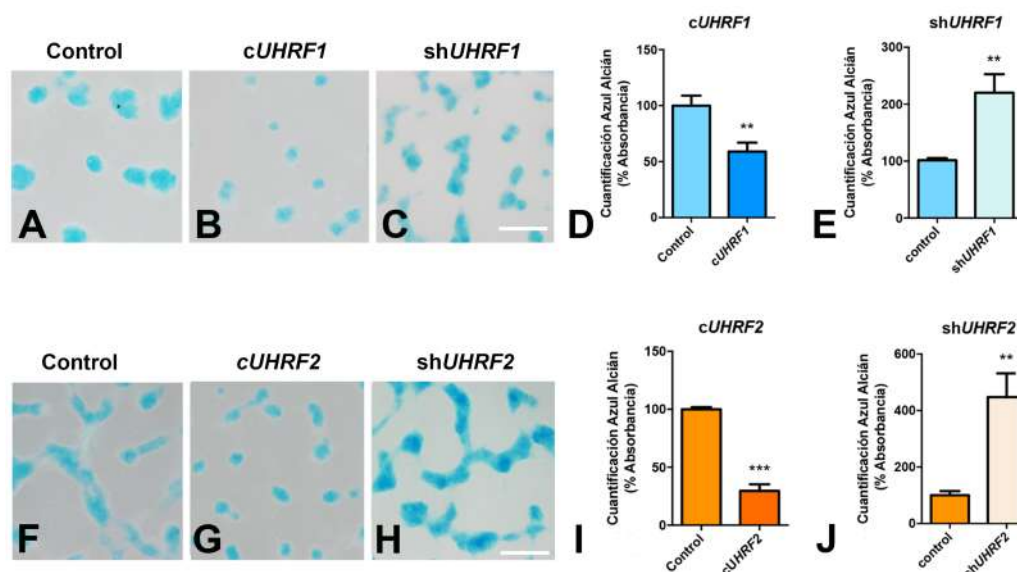 Control
cUHRF1
shUHRF1
A
B
C
cUHRF1
Cuantificación Azul Alcián
(% Absorbancia)
150
100
50
0
**
Control
cUHRF1
D
shUHRF1
Cuantificación Azul Alcián
(% Absorbancia)
300
200
100
0
**
control
shUHRF1
E
Control
cUHRF2
shUHRF2
F
G
H
cUHRF2
Cuantificación Azul Alcián
(% Absorbancia)
150
100
50
0
***
Control
cUHRF2
I
shUHRF2
Cuantificación Azul Alcián
(% Absorbancia)
600
400
200
0
**
control
shUHRF2
J